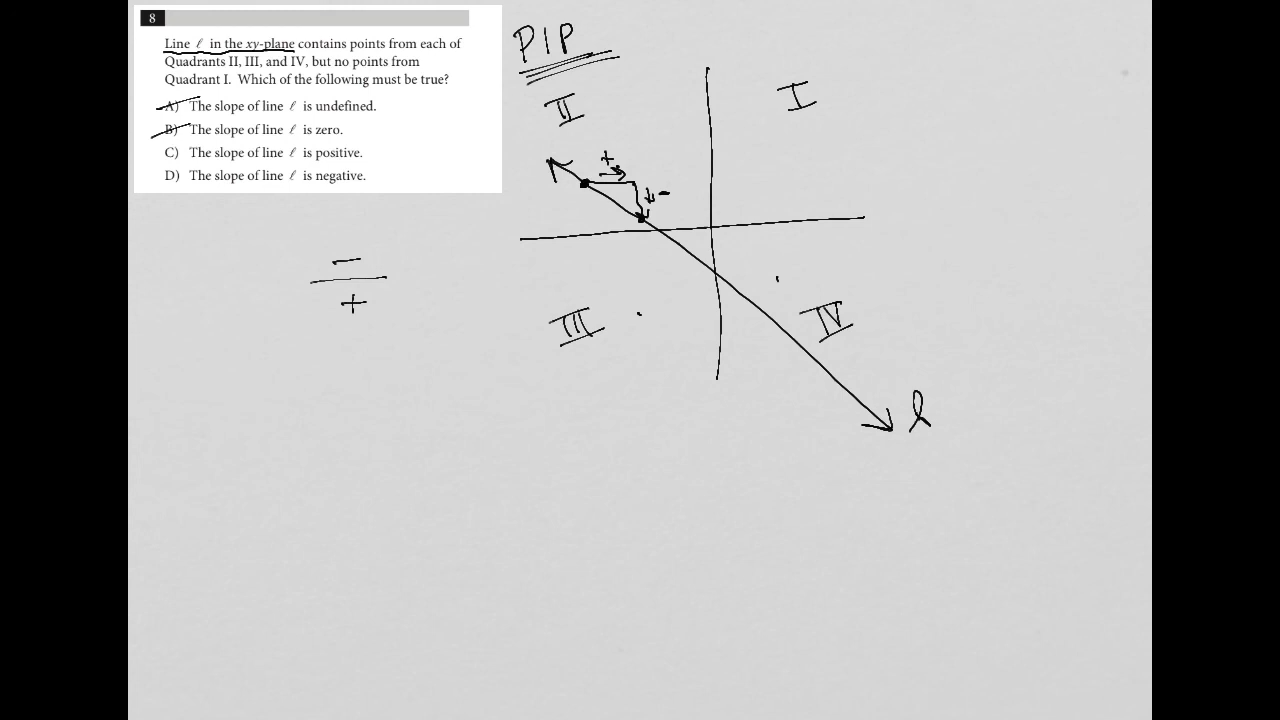 8
Line ℓ in the xy-plane contains points from each of
Quadrants II, III, and IV, but no points from
Quadrant I. Which of the following must be true?
A) The slope of line ℓ is undefined.
B) The slope of line ℓ is zero.
C) The slope of line ℓ is positive.
D) The slope of line ℓ is negative.
PIP
II
I
+
-
-
+
III
IV
l